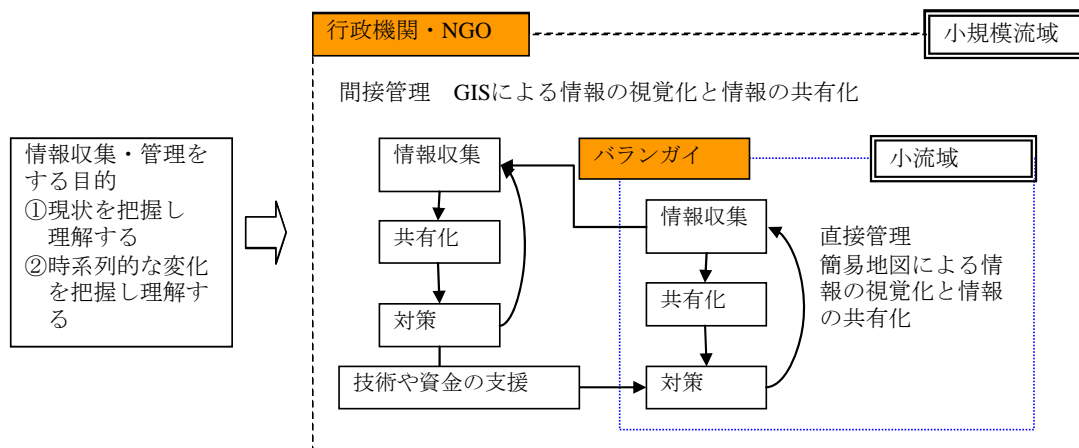 行政機関・NGO
小規模流域
間接管理　GISによる情報の視覚化と情報の共有化
情報収集・管理を
する目的
①現状を把握し
理解する
②時系列的な変化
を把握し理解す
る
情報収集
共有化
対策
技術や資金の支援
バランガイ
小流域
情報収集
共有化
対策
直接管理
簡易地図による情
報の視覚化と情報
の共有化